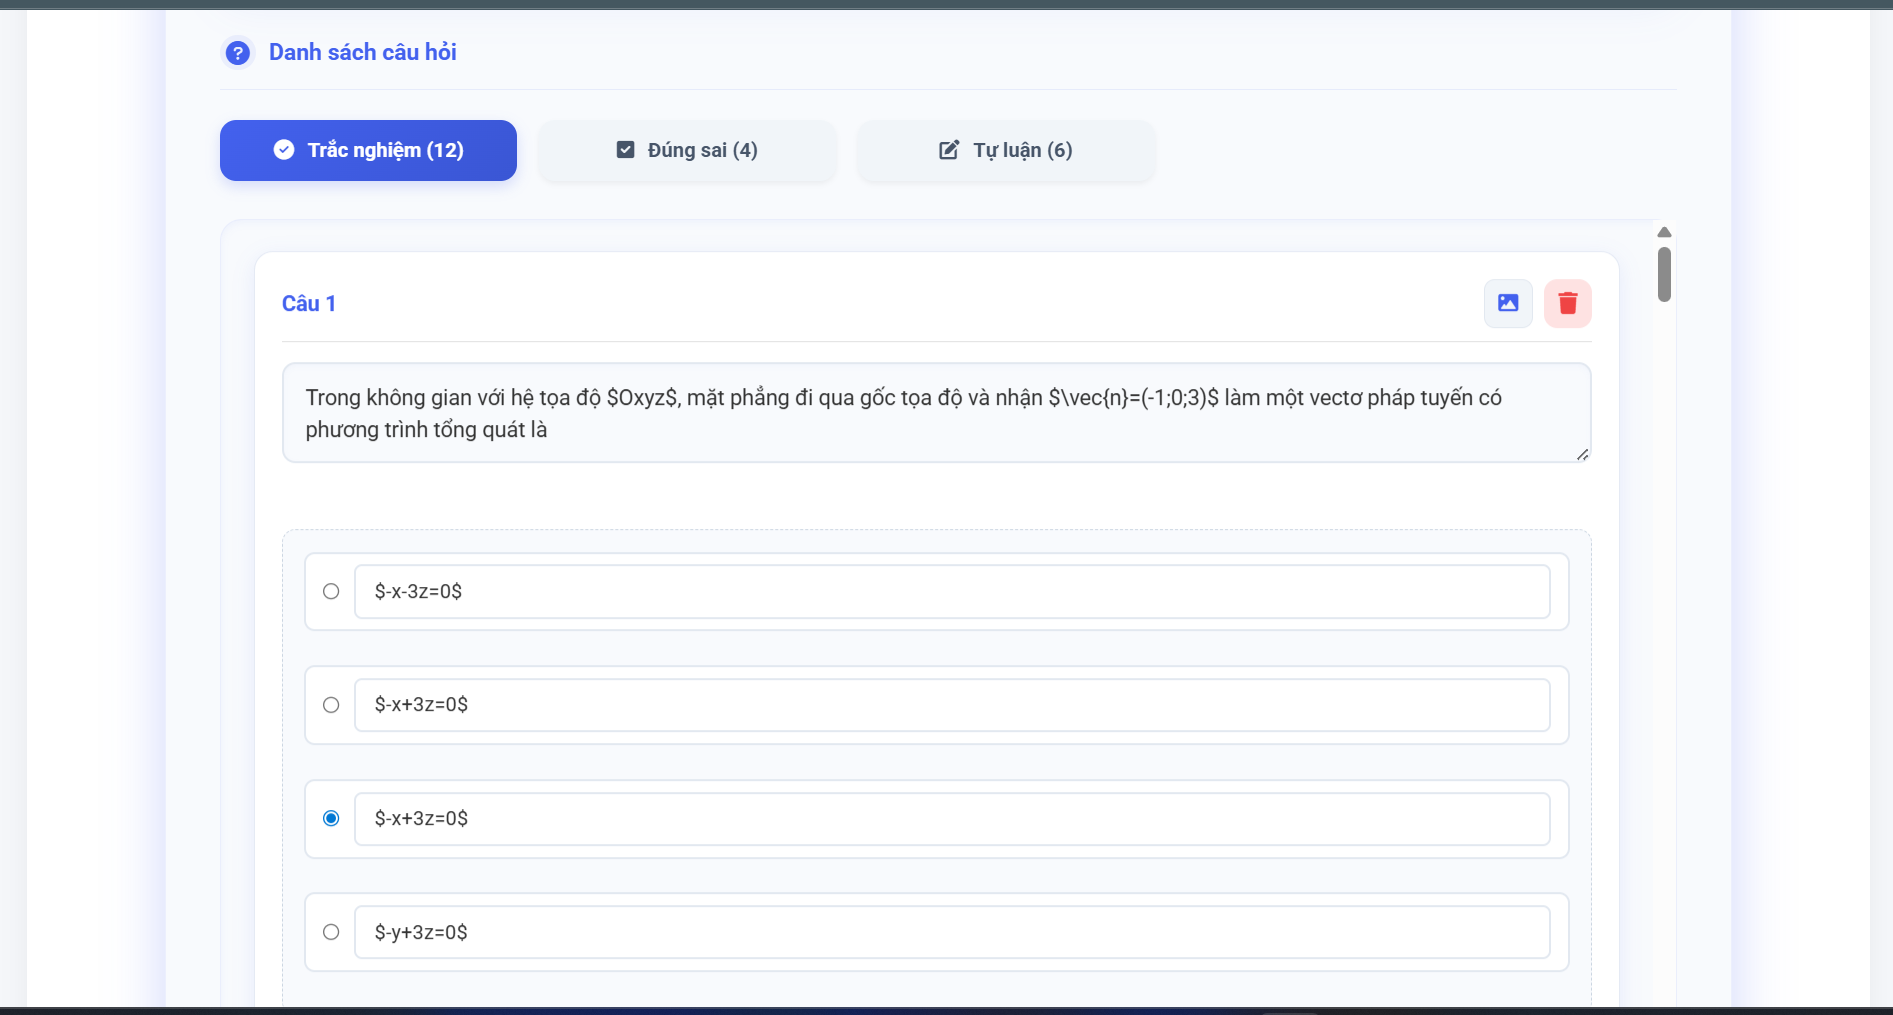 Danh sách câu hỏi
Trắc nghiệm (12)
Đúng sai (4)
Tự luận (6)
Câu 1
Trong không gian với hệ tọa độ $Oxyz$, mặt phẳng đi qua gốc tọa độ và nhận $\vec{n}=(-1;0;3)$ làm một vectơ pháp tuyến có
phương trình tổng quát là
$-x-3z=0$
$-x+3z=0$
$-x+3z=0$
$-y+3z=0$